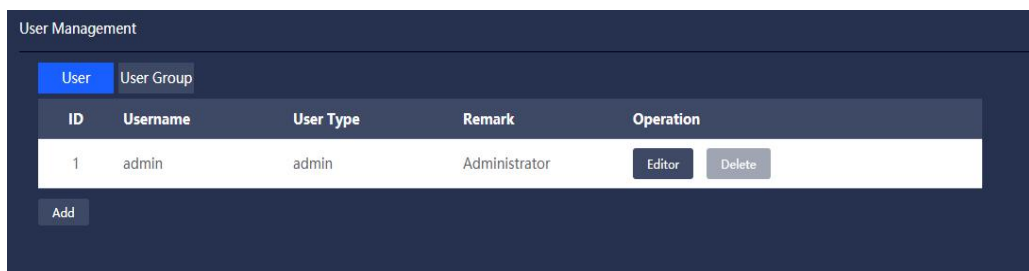 User Management
User User Group
ID Username User Type Remark Operation
1 admin admin Administrator Editor Delete
Add